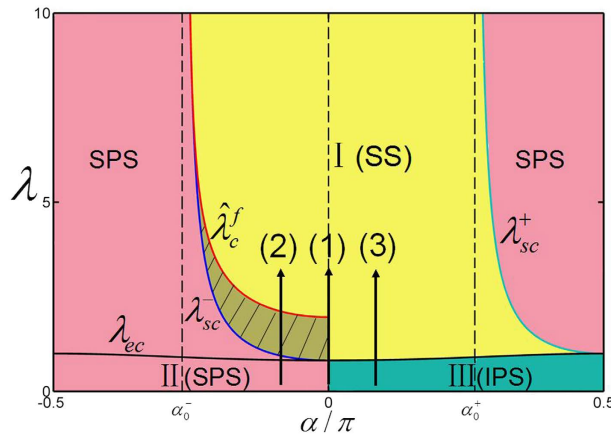 10
SPS
I (SS)
SPS
λ
5
λ̂_c^f
(2) (1) (3)
λ_sc^+
λ_sc^-
λ_ec
II (SPS)
III (IPS)
0
-0.5
α_0^-
0
α/π
α_0^+
0.5